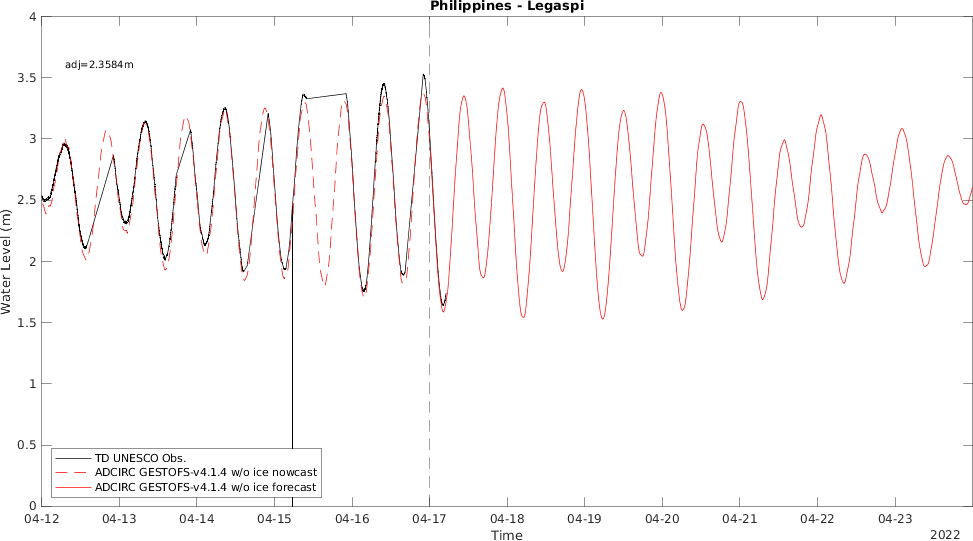 Philippines - Legaspi
adj=2.3584m
4
3.5
3
2.5
2
1.5
1
0.5
0
Water Level (m)
TD UNESCO Obs.
ADCIRC GESTOFS-v4.1.4 w/o ice nowcast
ADCIRC GESTOFS-v4.1.4 w/o ice forecast
04-12 04-13 04-14 04-15 04-16 04-17 04-18 04-19 04-20 04-21 04-22 04-23
Time
2022